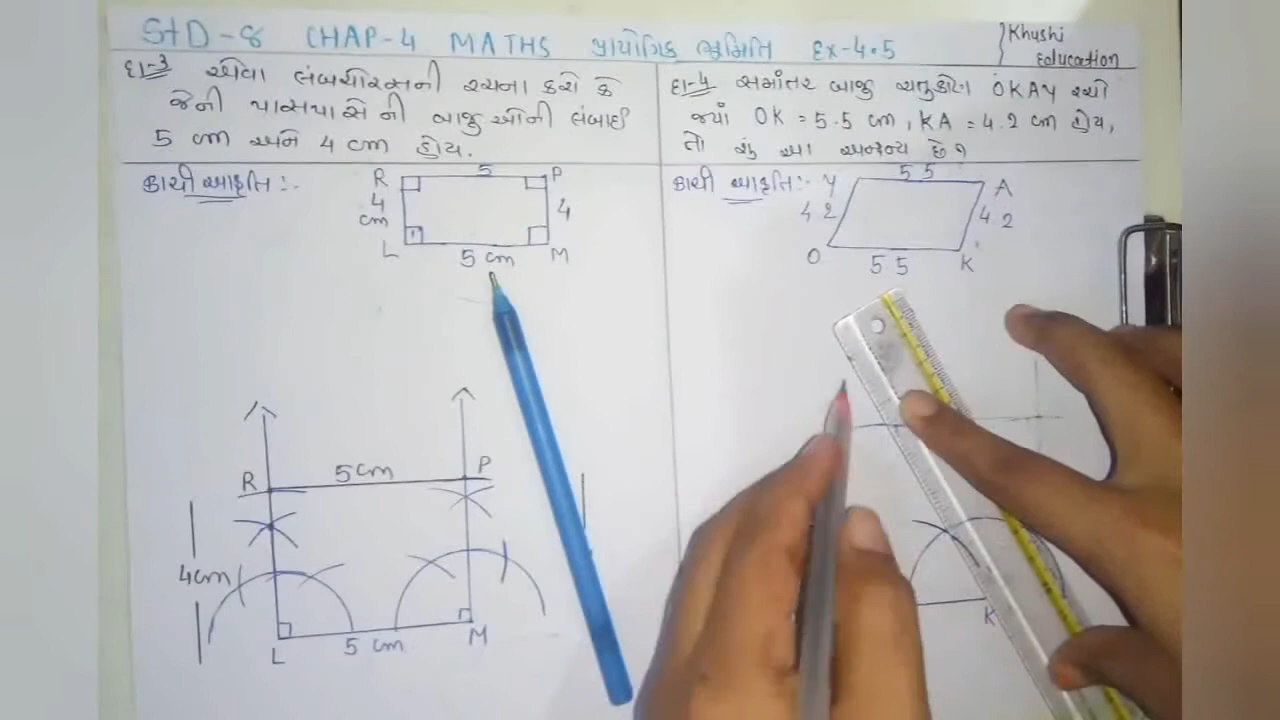 STD-8 CHAP-4 MATHS પ્રાયોગિક ભૂમિતિ Ex-4.5
Khushi
Education
દા-3 એવા લંબચોરસની રચના કરો કે
જેની પાસપાસેની બાજુઓની લંબાઈ
5 cm અને 4 cm હોય.
કાચી આકૃતિ :-
R 5 P
4
cm
4
L 5 cm M
R 5cm P
4cm
L 5 cm M
દા-4 સમાંતર બાજુ ચતુષ્કોણ OKAY રચો
જ્યાં OK = 5.5 cm, KA = 4.2 cm હોય,
તો શું આ અનન્ય છે ?
કાચી આકૃતિ :- Y 5 5 A
4 2 4 2
O 5 5 K
K